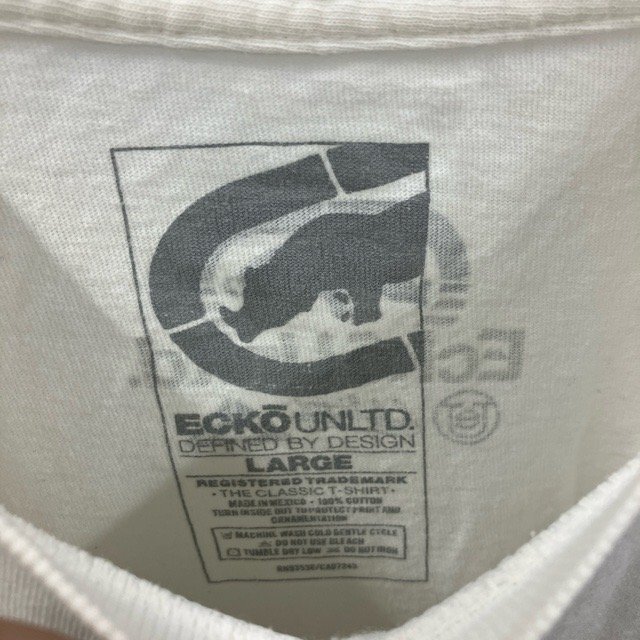 ECKŌ UNLTD.
DEFINED BY DESIGN
LARGE
REGISTERED TRADEMARK
• THE CLASSIC T-SHIRT •
MADE IN MEXICO • 100% COTTON
TURN INSIDE OUT TO PROTECT PRINT AND
ORNAMENTATION
MACHINE WASH COLD GENTLE CYCLE
DO NOT USE BLEACH
TUMBLE DRY LOW DO NOT IRON